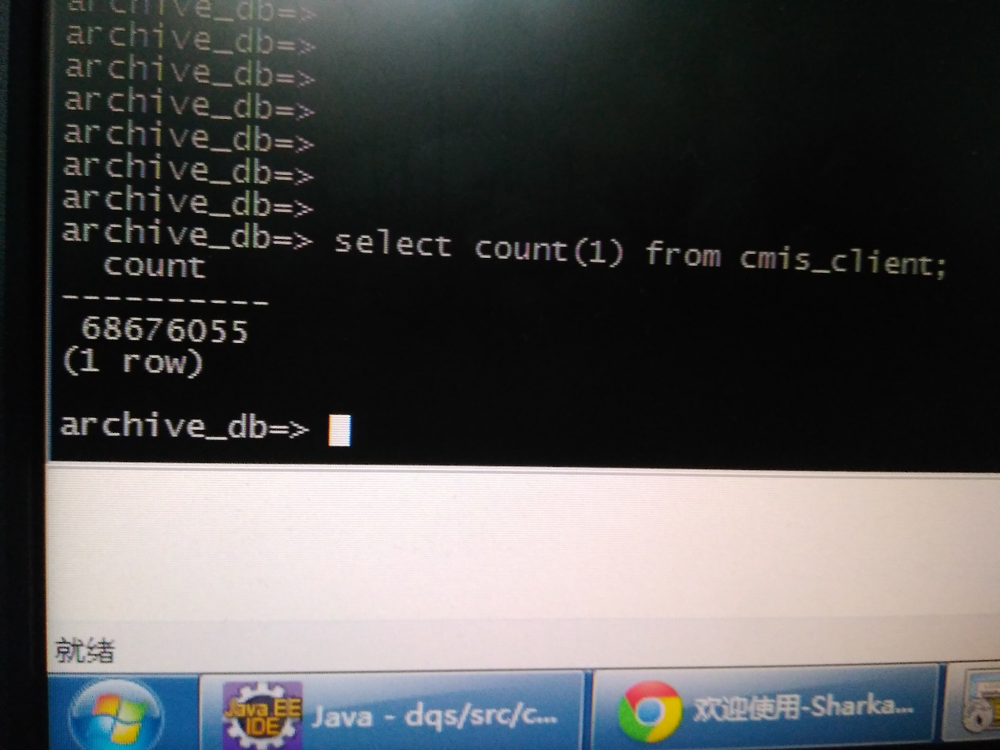 archive_db=>
archive_db=>
archive_db=>
archive_db=>
archive_db=>
archive_db=>
archive_db=>
archive_db=> select count(1) from cmis_client;
count
----------
68676055
(1 row)
archive_db=>
就绪
Java EE
IDE
Java - dqs/src/c...
欢迎使用-Sharka...